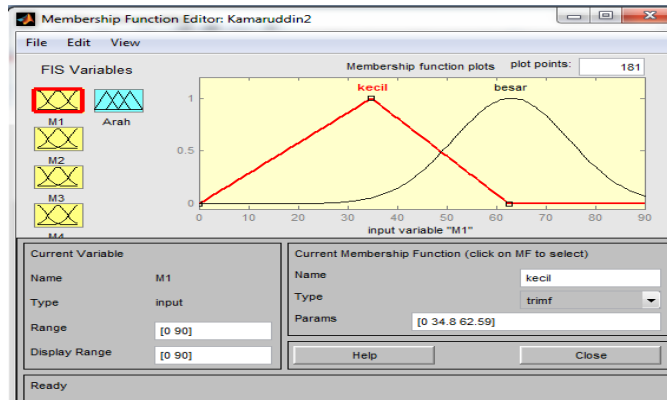 Membership Function Editor: Kamaruddin2
File Edit View
FIS Variables
Membership function plots plot points: 181
M1 Arah
M2
M3
M4
kecil besar
1
0.5
0
0 10 20 30 40 50 60 70 80 90
input variable "M1"
Current Variable
Name M1
Type input
Range [0 90]
Display Range [0 90]
Current Membership Function (click on MF to select)
Name kecil
Type trimf
Params [0 34.8 62.59]
Help Close
Ready